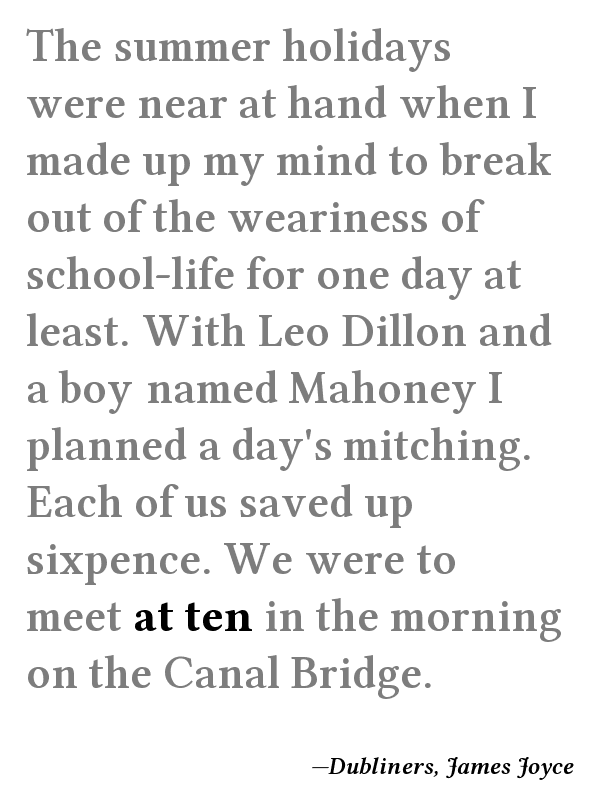 The summer holidays
were near at hand when I
made up my mind to break
out of the weariness of
school-life for one day at
least. With Leo Dillon and
a boy named Mahoney I
planned a day's mitching.
Each of us saved up
sixpence. We were to
meet at ten in the morning
on the Canal Bridge.
—Dubliners, James Joyce